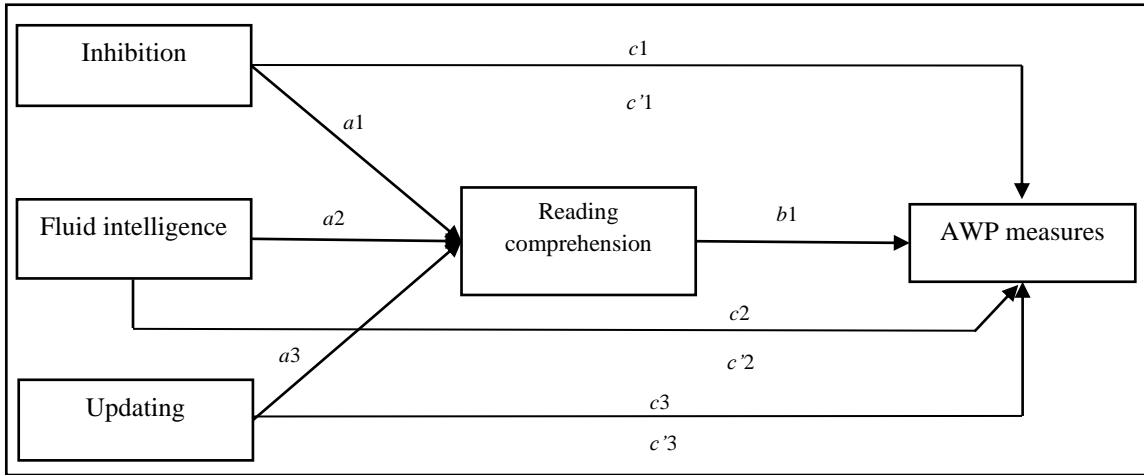 Inhibition
c1
c'1
a1
Fluid intelligence
a2
Reading
comprehension
b1
AWP measures
c2
a3
c'2
Updating
c3
c'3